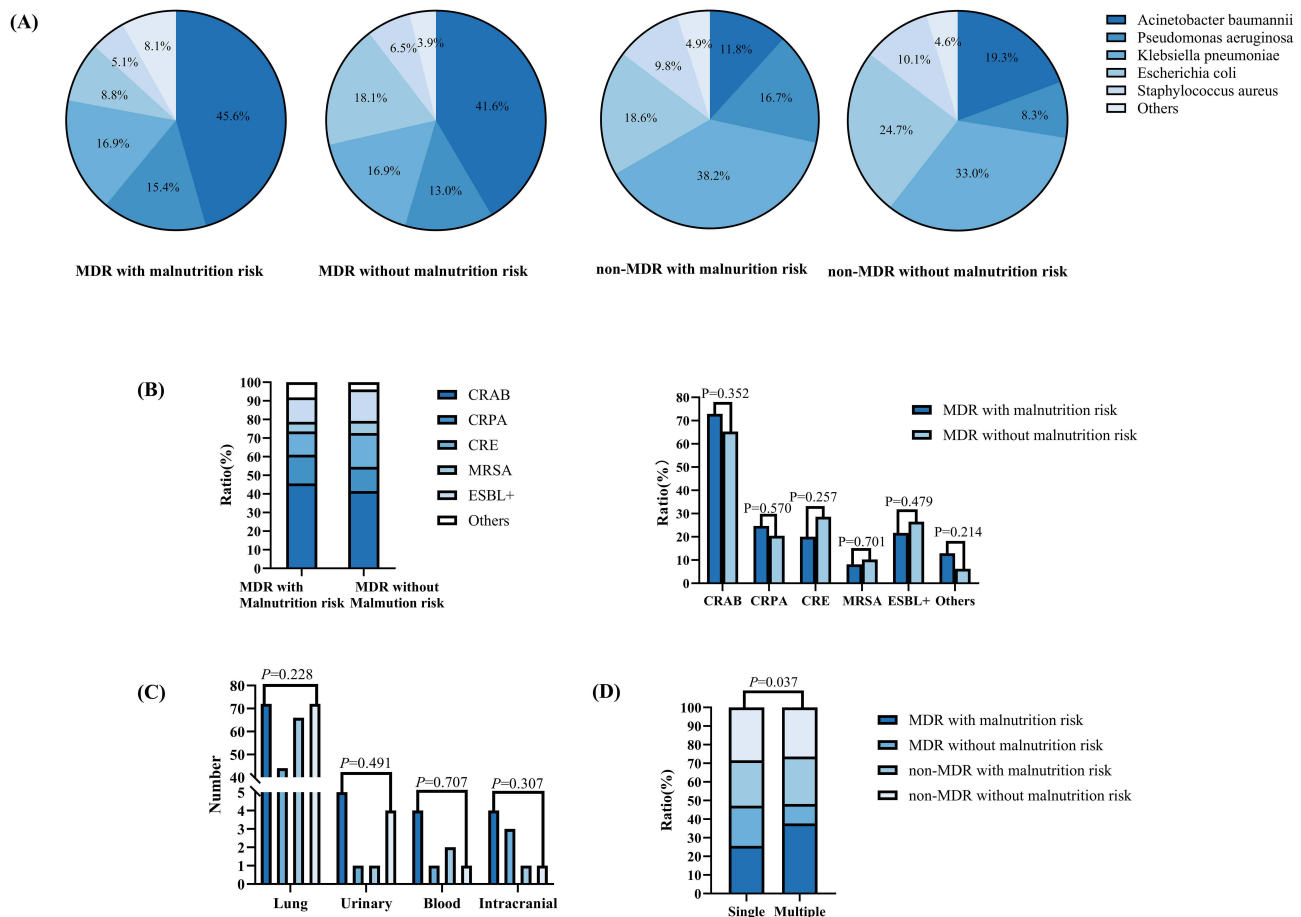 (A)
8.1%
5.1%
8.8%
16.9%
15.4%
45.6%
MDR with malnutrition risk
3.9%
6.5%
18.1%
16.9%
13.0%
41.6%
MDR without malnutrition risk
4.9%
9.8%
18.6%
38.2%
16.7%
11.8%
non-MDR with malnurition risk
4.6%
10.1%
24.7%
33.0%
8.3%
19.3%
non-MDR without malnutrition risk
Acinetobacter baumannii
Pseudomonas aeruginosa
Klebsiella pneumoniae
Escherichia coli
Staphylococcus aureus
Others
(B)
Ratio(%)
100
90
80
70
60
50
40
30
20
10
0
MDR with
Malnutrition risk
MDR without
Malmution risk
CRAB
CRPA
CRE
MRSA
ESBL+
Others
Ratio(%)
80
70
60
50
40
30
20
10
0
P=0.352
P=0.570
P=0.257
P=0.701
P=0.479
P=0.214
CRAB
CRPA
CRE
MRSA
ESBL+
Others
MDR with malnutrition risk
MDR without malnutrition risk
(C)
Number
80
70
60
50
40
5
4
3
2
1
0
P=0.228
P=0.491
P=0.707
P=0.307
Lung
Urinary
Blood
Intracranial
(D)
Ratio(%)
100
90
80
70
60
50
40
30
20
10
0
P=0.037
Single
Multiple
MDR with malnutrition risk
MDR without malnutrition risk
non-MDR with malnutrition risk
non-MDR without malnutrition risk